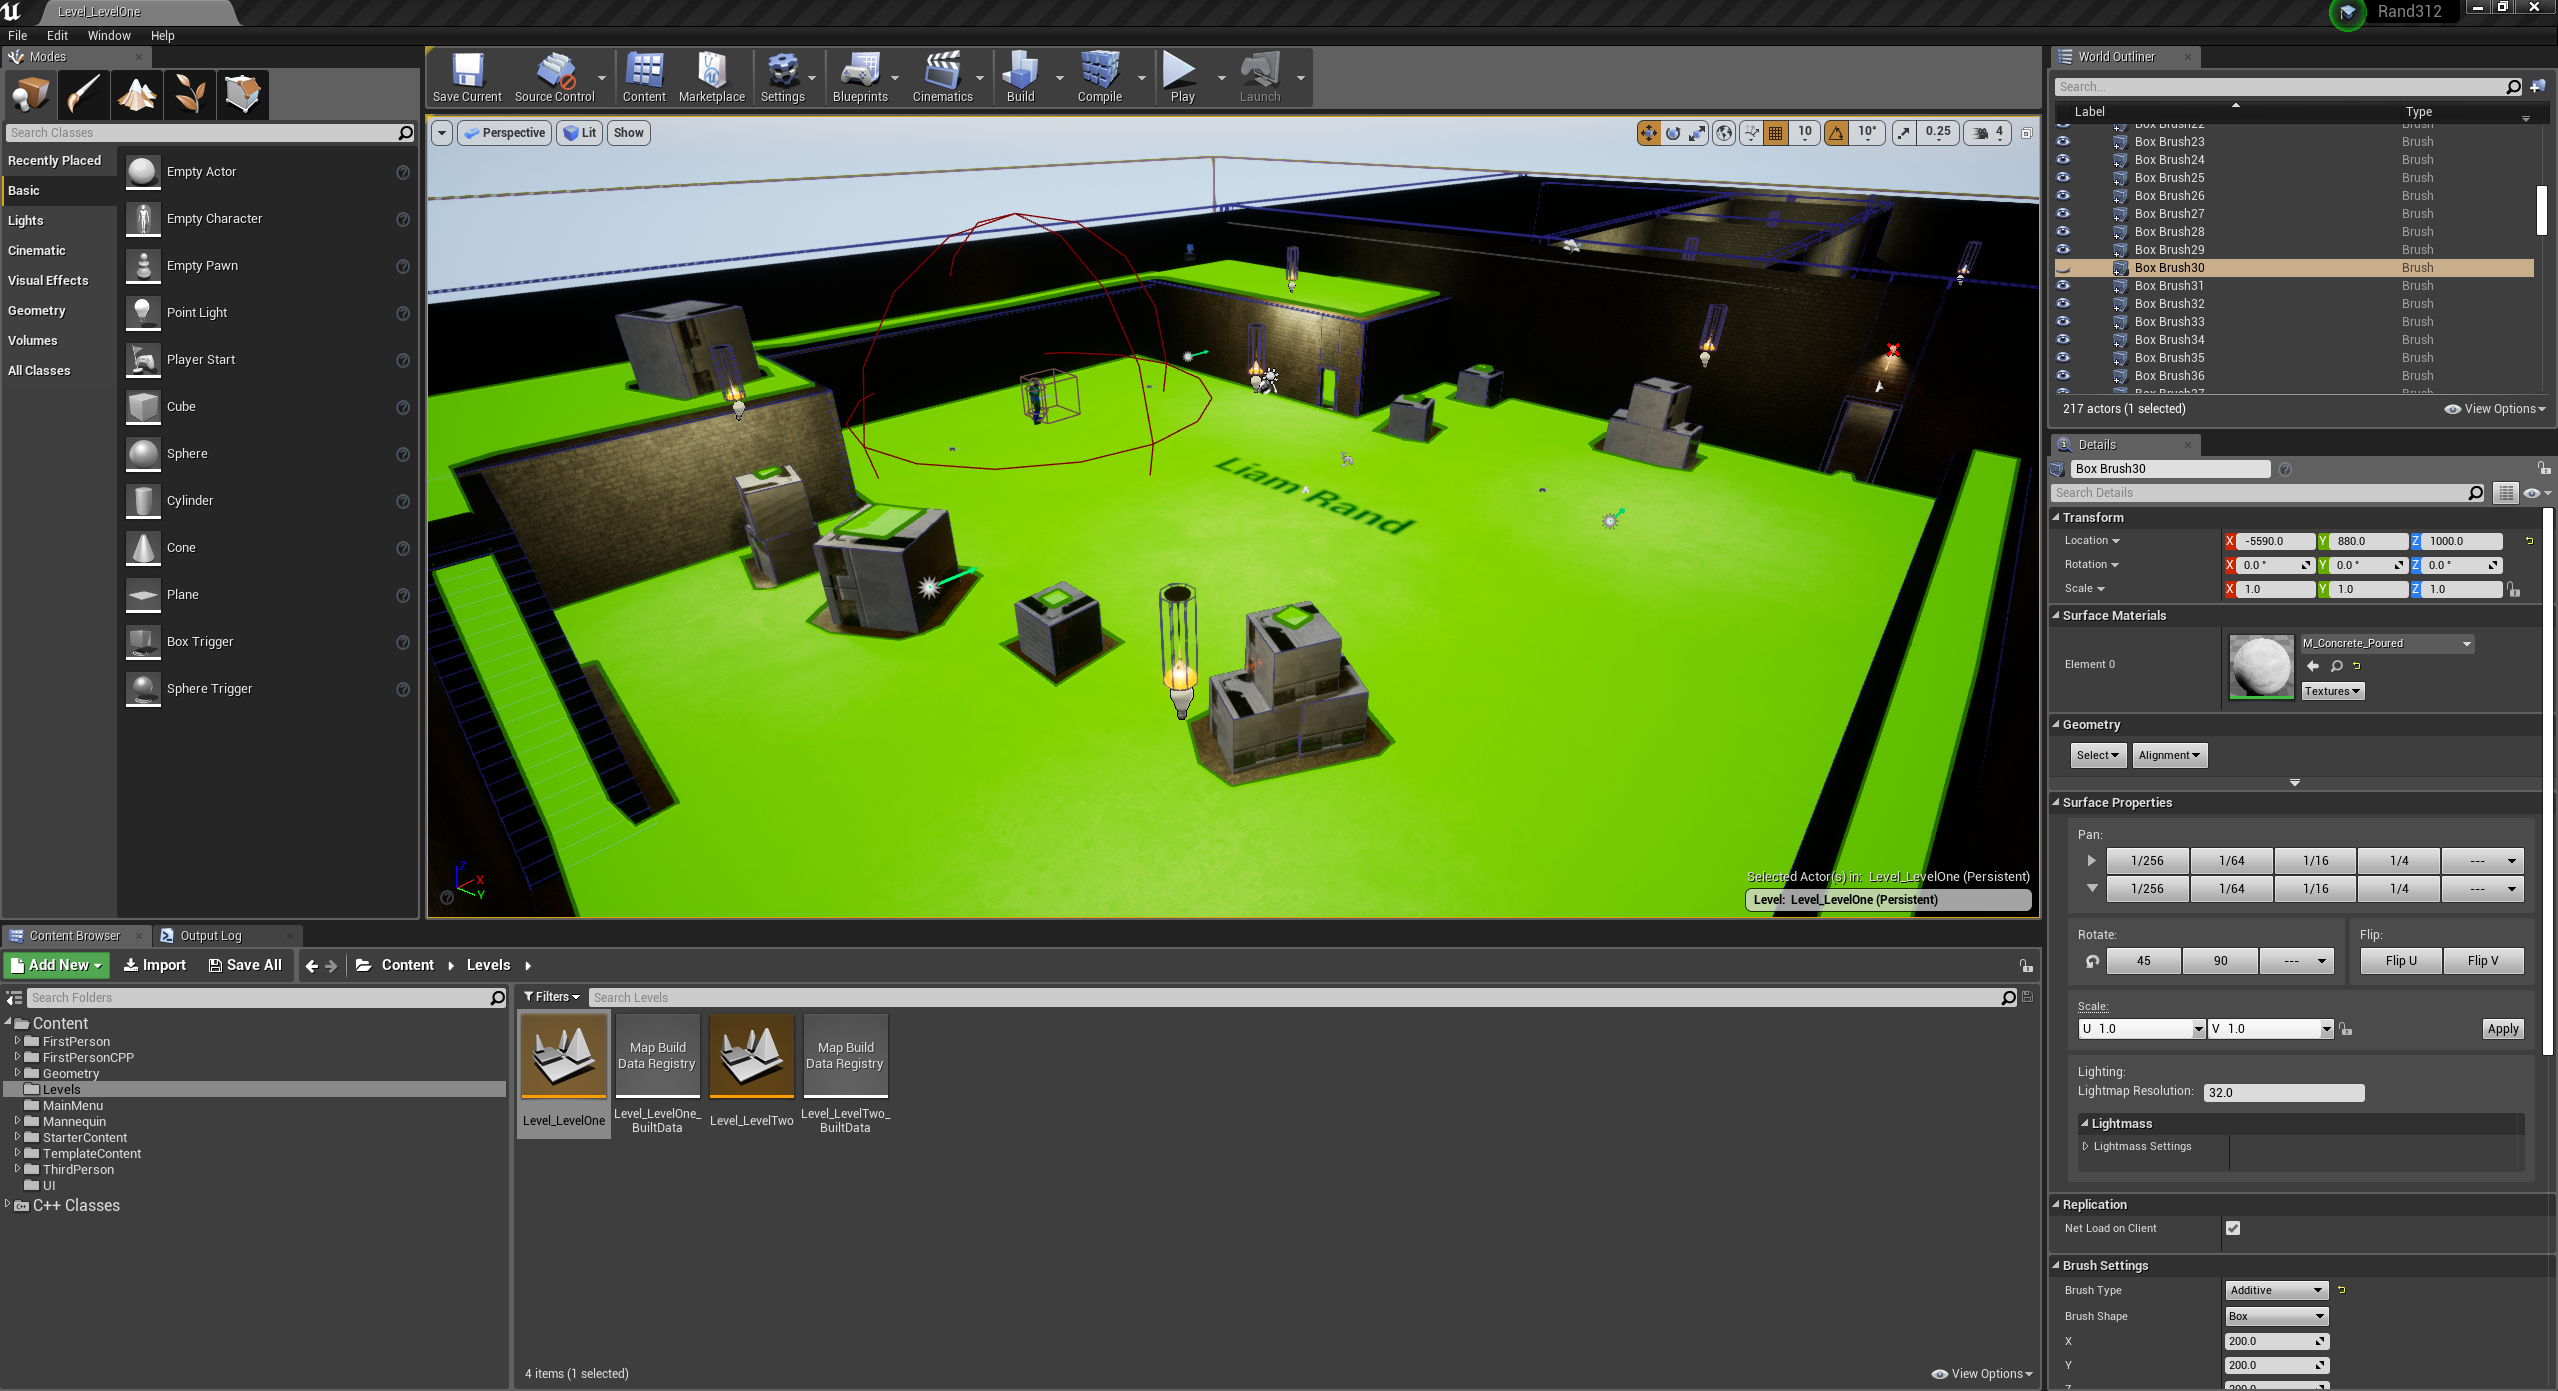 Level_LevelOne
Rand312
File Edit Window Help
Modes
Search Classes
Recently Placed
Basic
Lights
Cinematic
Visual Effects
Geometry
Volumes
All Classes
Empty Actor
Empty Character
Empty Pawn
Point Light
Player Start
Cube
Sphere
Cylinder
Cone
Plane
Box Trigger
Sphere Trigger
Save Current Source Control Content Marketplace Settings Blueprints Cinematics Build Compile Play Launch
Perspective Lit Show
10 10° 0.25 4
Liam Rand
Z X Y
Selected Actor(s) in: Level_LevelOne (Persistent)
Level: Level_LevelOne (Persistent)
World Outliner
Search...
Label Type
Box Brush22 Brush
Box Brush23 Brush
Box Brush24 Brush
Box Brush25 Brush
Box Brush26 Brush
Box Brush27 Brush
Box Brush28 Brush
Box Brush29 Brush
Box Brush30 Brush
Box Brush31 Brush
Box Brush32 Brush
Box Brush33 Brush
Box Brush34 Brush
Box Brush35 Brush
Box Brush36 Brush
Box Brush37 Brush
217 actors (1 selected) View Options
Details
Box Brush30
Search Details
Transform
Location X -5590.0 Y 880.0 Z 1000.0
Rotation X 0.0 ° Y 0.0 ° Z 0.0 °
Scale X 1.0 Y 1.0 Z 1.0
Surface Materials
Element 0 M_Concrete_Poured
Textures
Geometry
Select Alignment
Surface Properties
Pan:
1/256 1/64 1/16 1/4 ---
1/256 1/64 1/16 1/4 ---
Rotate: Flip:
45 90 --- Flip U Flip V
Scale:
U 1.0 V 1.0 Apply
Lighting:
Lightmap Resolution: 32.0
Lightmass
Lightmass Settings
Replication
Net Load on Client
Brush Settings
Brush Type Additive
Brush Shape Box
X 200.0
Y 200.0
Z 200.0
Content Browser Output Log
Add New Import Save All Content Levels
Search Folders
Content
FirstPerson
FirstPersonCPP
Geometry
Levels
MainMenu
Mannequin
StarterContent
TemplateContent
ThirdPerson
UI
C++ Classes
Filters Search Levels
Map Build
Data Registry
Map Build
Data Registry
Level_LevelOne
Level_LevelOne_
BuiltData
Level_LevelTwo
Level_LevelTwo_
BuiltData
4 items (1 selected) View Options